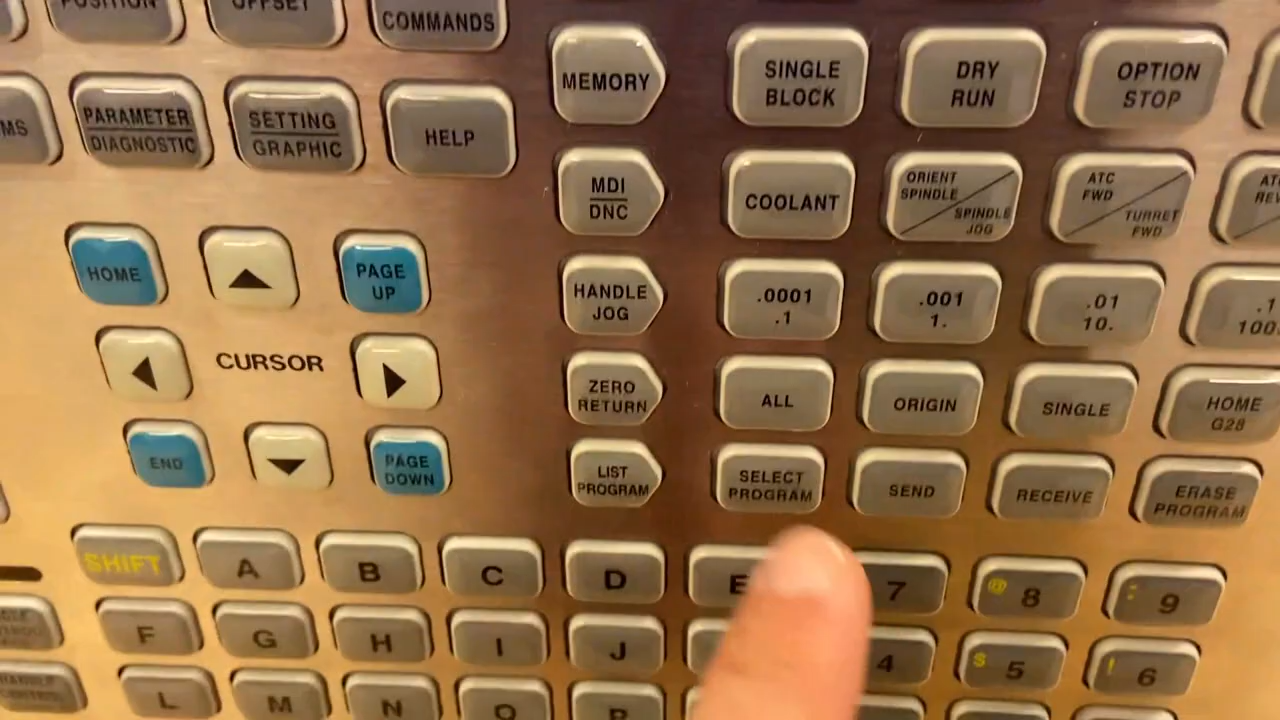 POSITION
OFFSET
COMMANDS
MEMORY
SINGLE
BLOCK
DRY
RUN
OPTION
STOP
MS
PARAMETER
DIAGNOSTIC
SETTING
GRAPHIC
HELP
MDI
DNC
COOLANT
ORIENT
SPINDLE
SPINDLE
JOG
ATC
FWD
TURRET
FWD
HOME
PAGE
UP
HANDLE
JOG
.0001
.1
.001
1.
.01
10.
.1
100
CURSOR
ZERO
RETURN
ALL
ORIGIN
SINGLE
HOME
G28
END
PAGE
DOWN
LIST
PROGRAM
SELECT
PROGRAM
SEND
RECEIVE
ERASE
PROGRAM
SHIFT
A
B
C
D
E
7
@ 8
: 9
F
G
H
I
J
4
$ 5
! 6
L
M
N